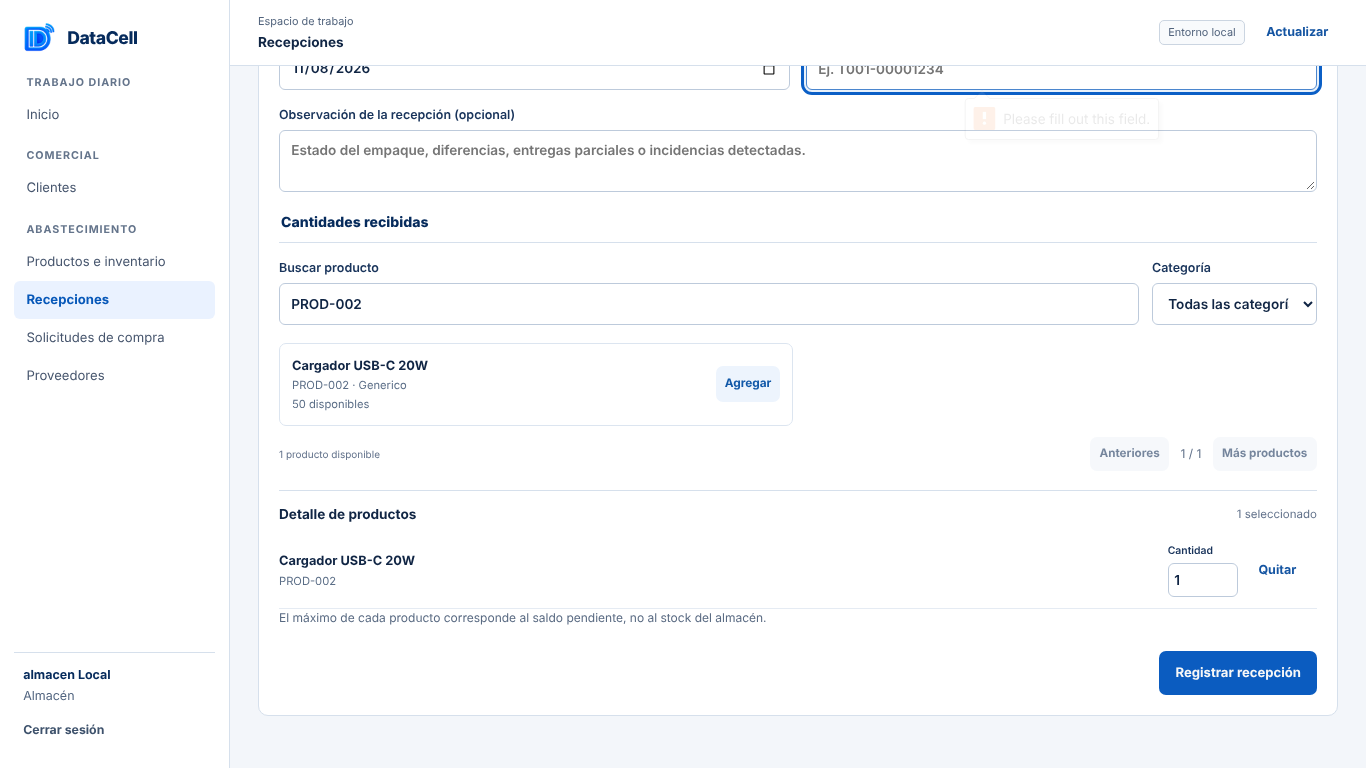 DataCell
TRABAJO DIARIO
Inicio
COMERCIAL
Clientes
ABASTECIMIENTO
Productos e inventario
Recepciones
Solicitudes de compra
Proveedores
almacen Local
Almacén
Cerrar sesión
Espacio de trabajo
Recepciones
Entorno local
Actualizar
11/08/2026
Ej. T001-00001234
Please fill out this field.
Observación de la recepción (opcional)
Estado del empaque, diferencias, entregas parciales o incidencias detectadas.
Cantidades recibidas
Buscar producto
Categoría
PROD-002
Todas las categorí
Cargador USB-C 20W
PROD-002 · Generico
50 disponibles
Agregar
1 producto disponible
Anteriores
1 / 1
Más productos
Detalle de productos
1 seleccionado
Cargador USB-C 20W
PROD-002
Cantidad
1
Quitar
El máximo de cada producto corresponde al saldo pendiente, no al stock del almacén.
Registrar recepción